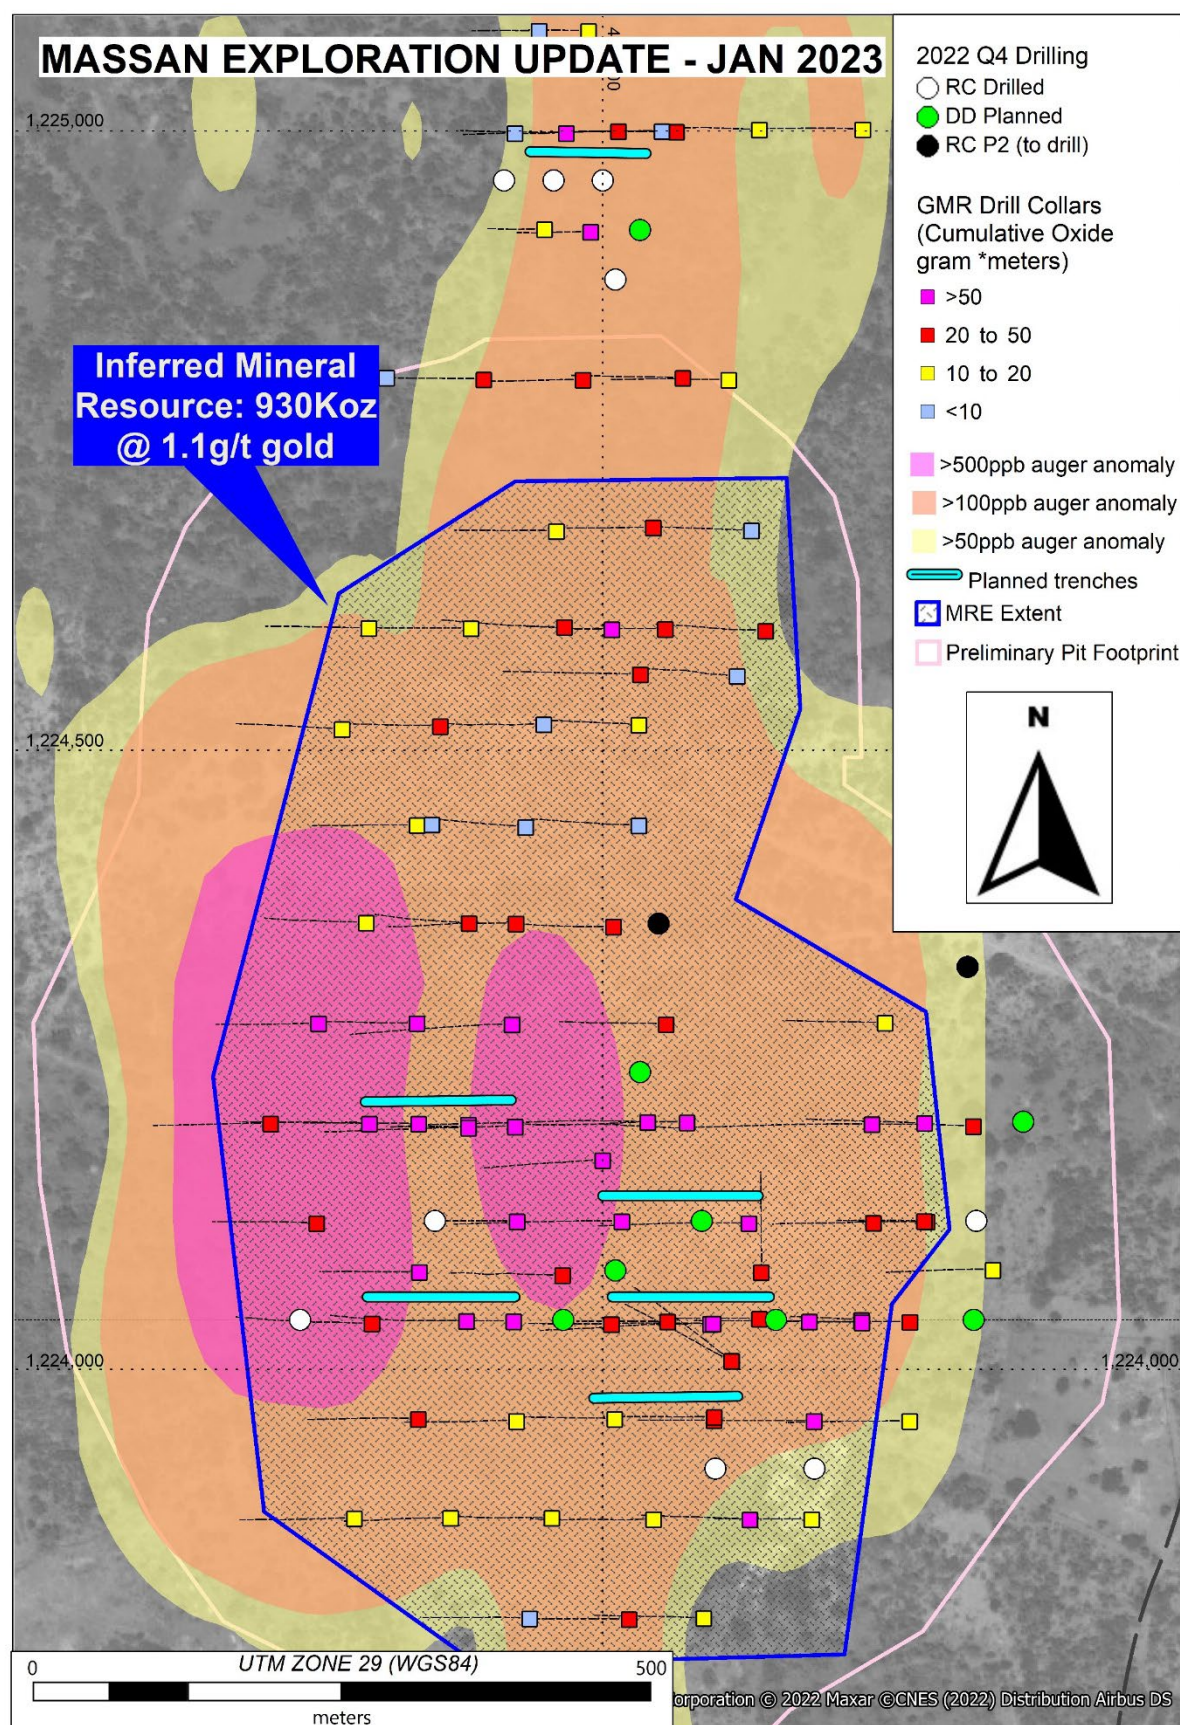 MASSAN EXPLORATION UPDATE - JAN 2023
2022 Q4 Drilling
RC Drilled
DD Planned
RC P2 (to drill)
GMR Drill Collars
(Cumulative Oxide
gram *meters)
>50
20 to 50
10 to 20
<10
>500ppb auger anomaly
>100ppb auger anomaly
>50ppb auger anomaly
Planned trenches
MRE Extent
Preliminary Pit Footprint
N
1,225,000
Inferred Mineral
Resource: 930Koz
@ 1.1g/t gold
1,224,500
1,224,000
1,224,000
0
UTM ZONE 29 (WGS84)
500
meters
© 2022 Maxar ©CNES (2022) Distribution Airbus DS